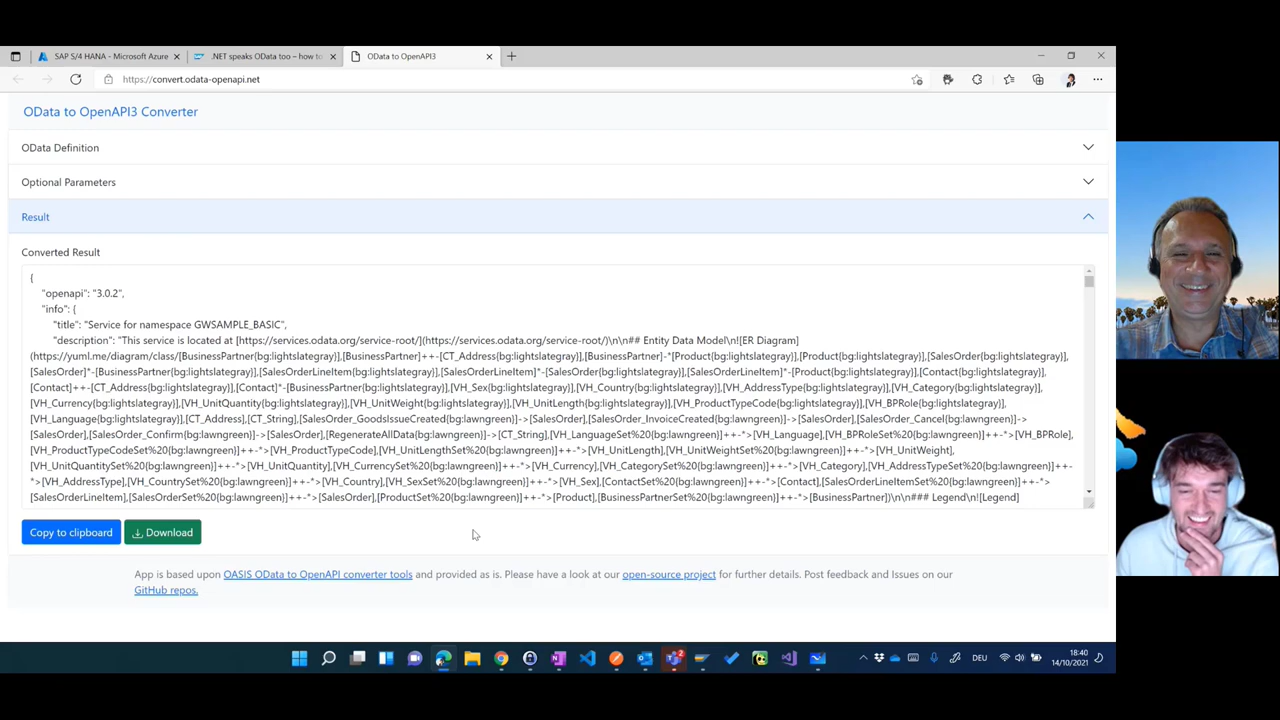 SAP S/4 HANA - Microsoft Azure
.NET speaks OData too – how to
OData to OpenAPI3
https://convert.odata-openapi.net
OData to OpenAPI3 Converter
OData Definition
Optional Parameters
Result
Converted Result
{
"openapi": "3.0.2",
"info": {
"title": "Service for namespace GWSAMPLE_BASIC",
"description": "This service is located at [https://services.odata.org/service-root/](https://services.odata.org/service-root/)\n\n## Entity Data Model\n![ER Diagram]
(https://yuml.me/diagram/class/[BusinessPartner{bg:lightslategray}],[BusinessPartner]++-[CT_Address{bg:lightslategray}],[BusinessPartner]-*[Product{bg:lightslategray}],[Product{bg:lightslategray}],[SalesOrder{bg:lightslategray}],
[SalesOrder]*-[BusinessPartner{bg:lightslategray}],[SalesOrderLineItem{bg:lightslategray}],[SalesOrderLineItem]*-[SalesOrder{bg:lightslategray}],[SalesOrderLineItem]*-[Product{bg:lightslategray}],[Contact{bg:lightslategray}],
[Contact]++-[CT_Address{bg:lightslategray}],[Contact]*-[BusinessPartner{bg:lightslategray}],[VH_Sex{bg:lightslategray}],[VH_Country{bg:lightslategray}],[VH_AddressType{bg:lightslategray}],[VH_Category{bg:lightslategray}],
[VH_Currency{bg:lightslategray}],[VH_UnitQuantity{bg:lightslategray}],[VH_UnitWeight{bg:lightslategray}],[VH_UnitLength{bg:lightslategray}],[VH_ProductTypeCode{bg:lightslategray}],[VH_BPRole{bg:lightslategray}],
[VH_Language{bg:lightslategray}],[CT_Address],[CT_String],[SalesOrder_GoodsIssueCreated{bg:lawngreen}]->[SalesOrder],[SalesOrder_InvoiceCreated{bg:lawngreen}]->[SalesOrder],[SalesOrder_Cancel{bg:lawngreen}]->
[SalesOrder],[SalesOrder_Confirm{bg:lawngreen}]->[SalesOrder],[RegenerateAllData{bg:lawngreen}]->[CT_String],[VH_LanguageSet%20{bg:lawngreen}]++-*>[VH_Language],[VH_BPRoleSet%20{bg:lawngreen}]++-*>[VH_BPRole],
[VH_ProductTypeCodeSet%20{bg:lawngreen}]++-*>[VH_ProductTypeCode],[VH_UnitLengthSet%20{bg:lawngreen}]++-*>[VH_UnitLength],[VH_UnitWeightSet%20{bg:lawngreen}]++-*>[VH_UnitWeight],
[VH_UnitQuantitySet%20{bg:lawngreen}]++-*>[VH_UnitQuantity],[VH_CurrencySet%20{bg:lawngreen}]++-*>[VH_Currency],[VH_CategorySet%20{bg:lawngreen}]++-*>[VH_Category],[VH_AddressTypeSet%20{bg:lawngreen}]++-
*>[VH_AddressType],[VH_CountrySet%20{bg:lawngreen}]++-*>[VH_Country],[VH_SexSet%20{bg:lawngreen}]++-*>[VH_Sex],[ContactSet%20{bg:lawngreen}]++-*>[Contact],[SalesOrderLineItemSet%20{bg:lawngreen}]++-*>
[SalesOrderLineItem],[SalesOrderSet%20{bg:lawngreen}]++-*>[SalesOrder],[ProductSet%20{bg:lawngreen}]++-*>[Product],[BusinessPartnerSet%20{bg:lawngreen}]++-*>[BusinessPartner])\n\n### Legend\n![Legend]
Copy to clipboard
Download
App is based upon OASIS OData to OpenAPI converter tools and provided as is. Please have a look at our open-source project for further details. Post feedback and Issues on our
GitHub repos.
2
DEU
18:40
14/10/2021